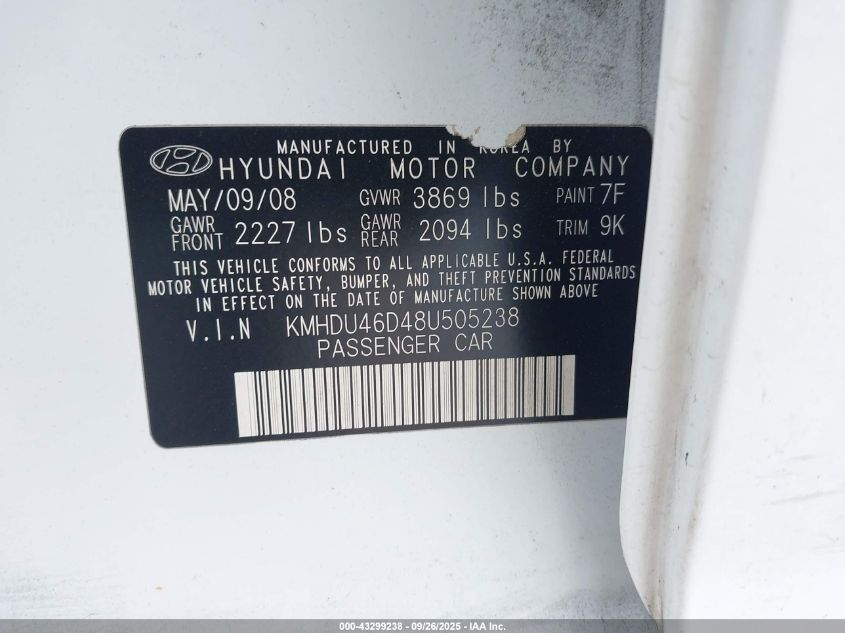 MANUFACTURED IN KOREA BY
HYUNDAI MOTOR COMPANY
MAY/09/08 GVWR 3869 lbs PAINT 7F
GAWR FRONT 2227 lbs GAWR REAR 2094 lbs TRIM 9K
THIS VEHICLE CONFORMS TO ALL APPLICABLE U.S.A. FEDERAL
MOTOR VEHICLE SAFETY, BUMPER, AND THEFT PREVENTION STANDARDS
IN EFFECT ON THE DATE OF MANUFACTURE SHOWN ABOVE
V.I.N KMHDU46D48U505238
PASSENGER CAR
000-43299238 - 09/26/2025 - IAA Inc.